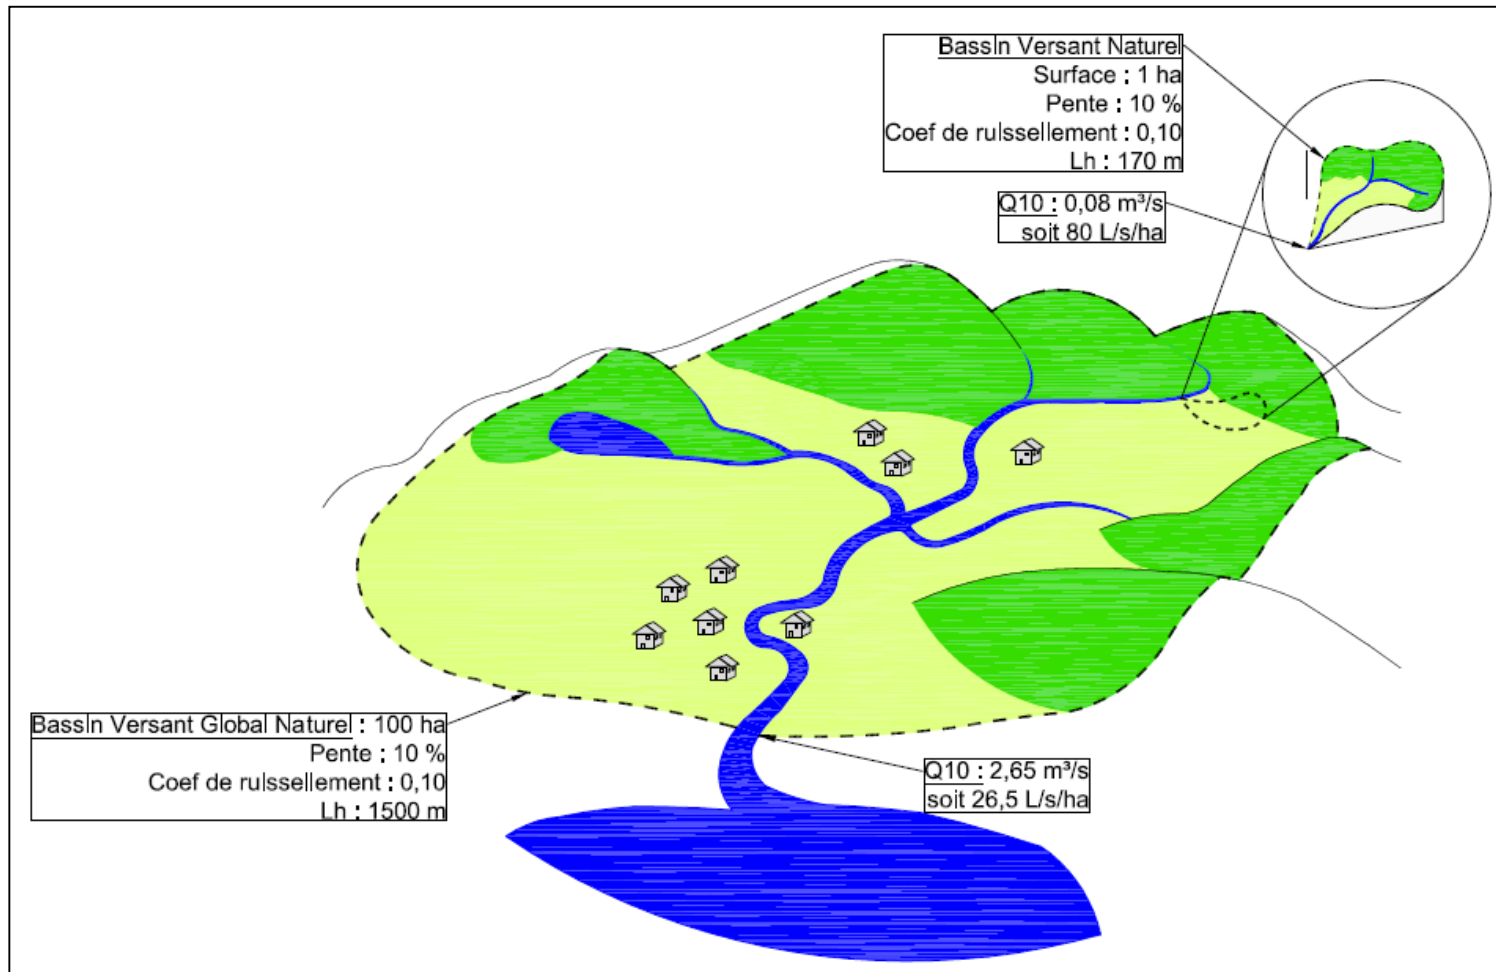 Bassin Versant Naturel
Surface : 1 ha
Pente : 10 %
Coef de ruissellement : 0,10
Lh : 170 m
Q10 : 0,08 m³/s
soit 80 L/s/ha
Bassin Versant Global Naturel : 100 ha
Pente : 10 %
Coef de ruissellement : 0,10
Lh : 1500 m
Q10 : 2,65 m³/s
soit 26,5 L/s/ha